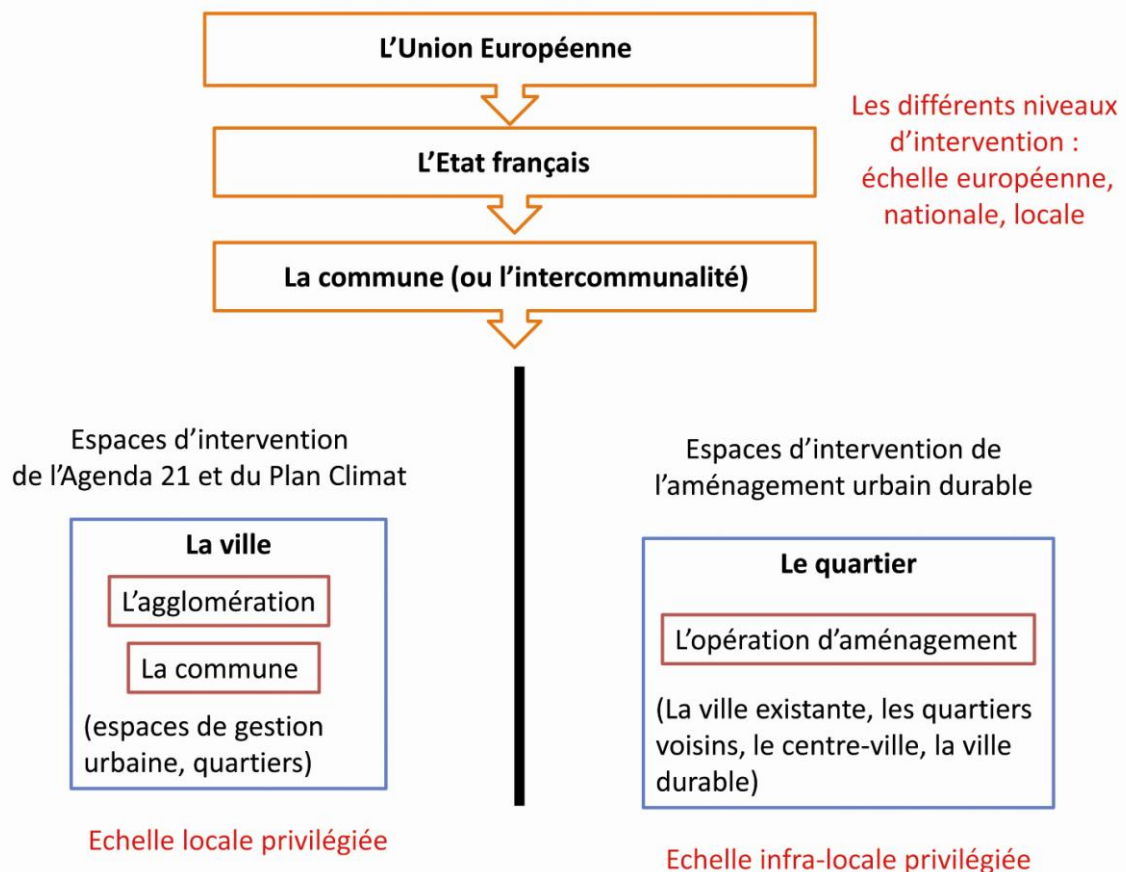 L’Union Européenne
L’Etat français
La commune (ou l’intercommunalité)
Les différents niveaux
d’intervention :
échelle européenne,
nationale, locale
Espaces d’intervention
de l’Agenda 21 et du Plan Climat
La ville
L’agglomération
La commune
(espaces de gestion
urbaine, quartiers)
Echelle locale privilégiée
Espaces d’intervention de
l’aménagement urbain durable
Le quartier
L’opération d’aménagement
(La ville existante, les quartiers
voisins, le centre-ville, la ville
durable)
Echelle infra-locale privilégiée